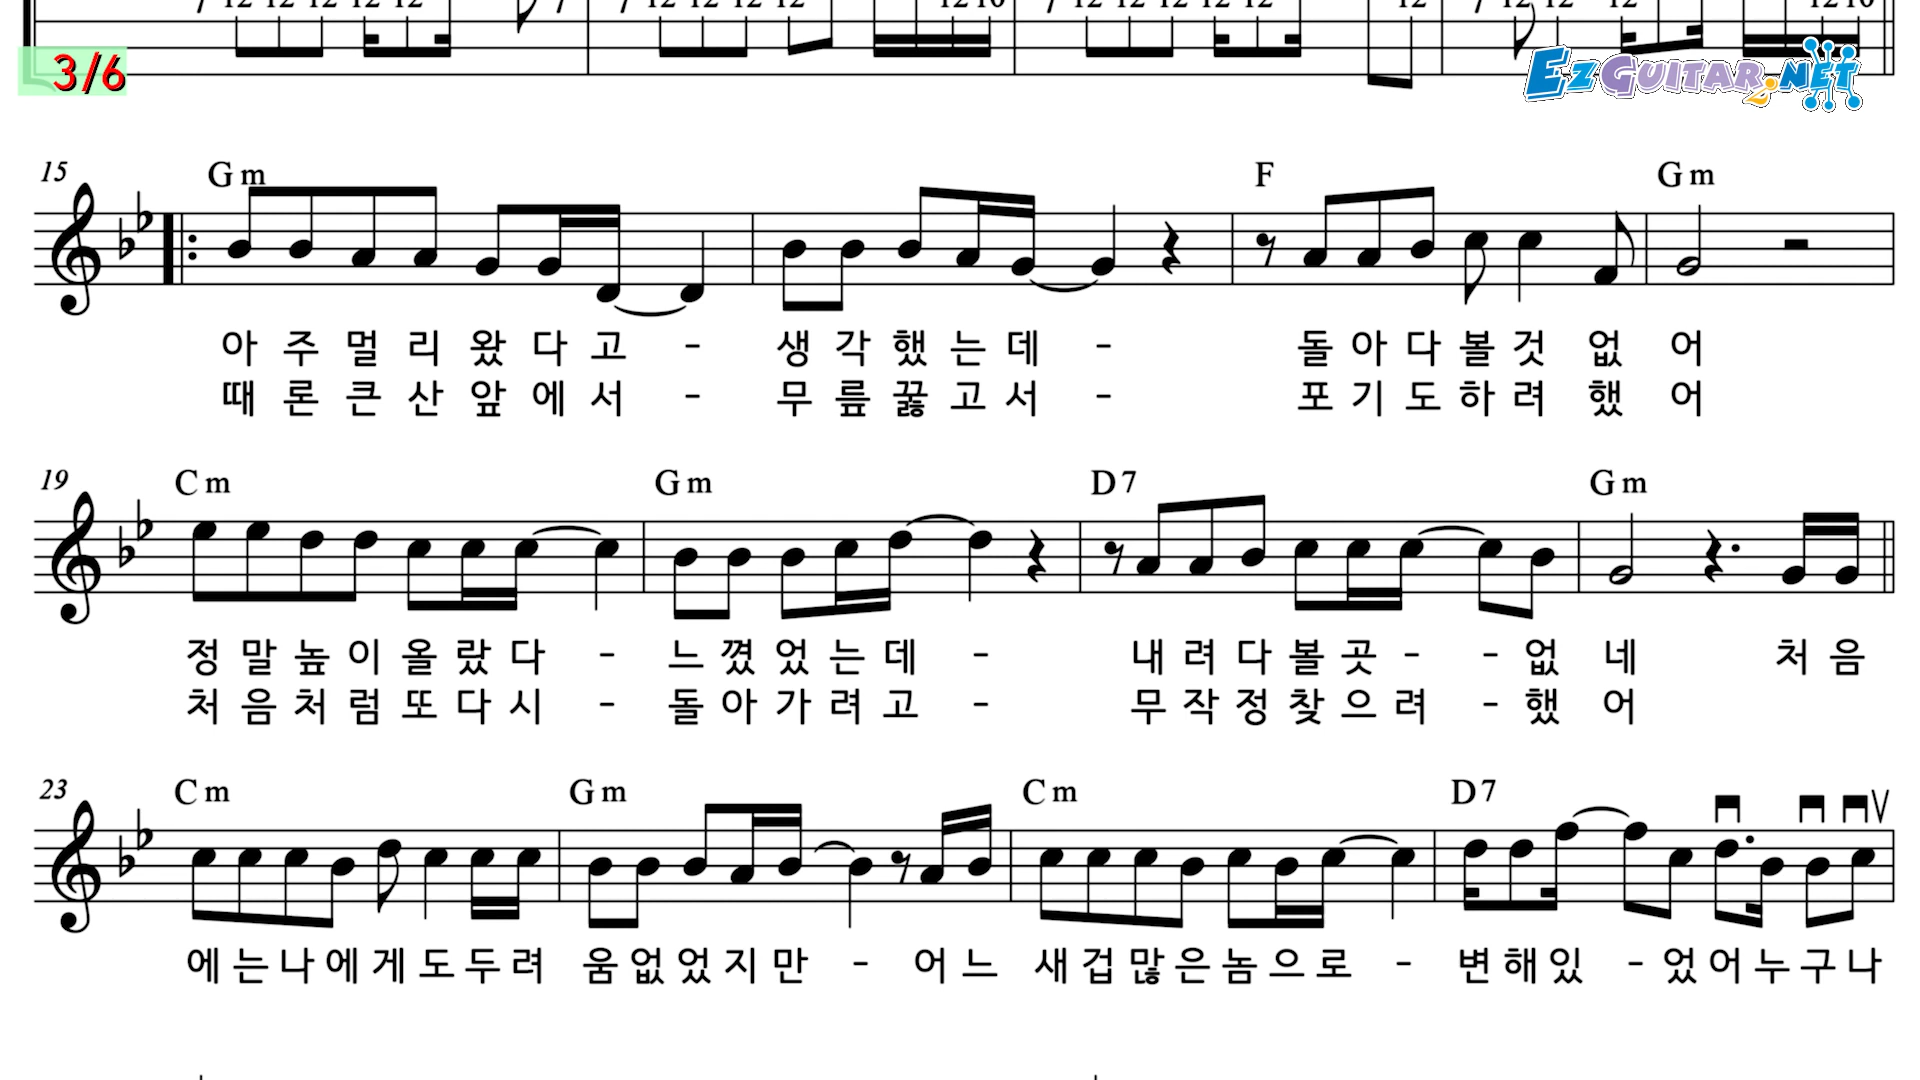 3/6
EzGuitar2.NET
15 Gm F Gm
아 주 멀 리 왔 다 고 - 생 각 했 는 데 - 돌 아 다 볼 것 없 어
때 론 큰 산 앞 에 서 - 무 릎 꿇 고 서 - 포 기 도 하 려 했 어
19 Cm Gm D7 Gm
정 말 높 이 올 랐 다 - 느 꼈 었 는 데 - 내 려 다 볼 곳 - - 없 네 처 음
처 음 처 럼 또 다 시 - 돌 아 가 려 고 - 무 작 정 찾 으 려 - 했 어
23 Cm Gm Cm D7
에 는 나 에 게 도 두 려 움 없 었 지 만 - 어 느 새 겁 많 은 놈 으 로 - 변 해 있 - 었 어 누 구 나